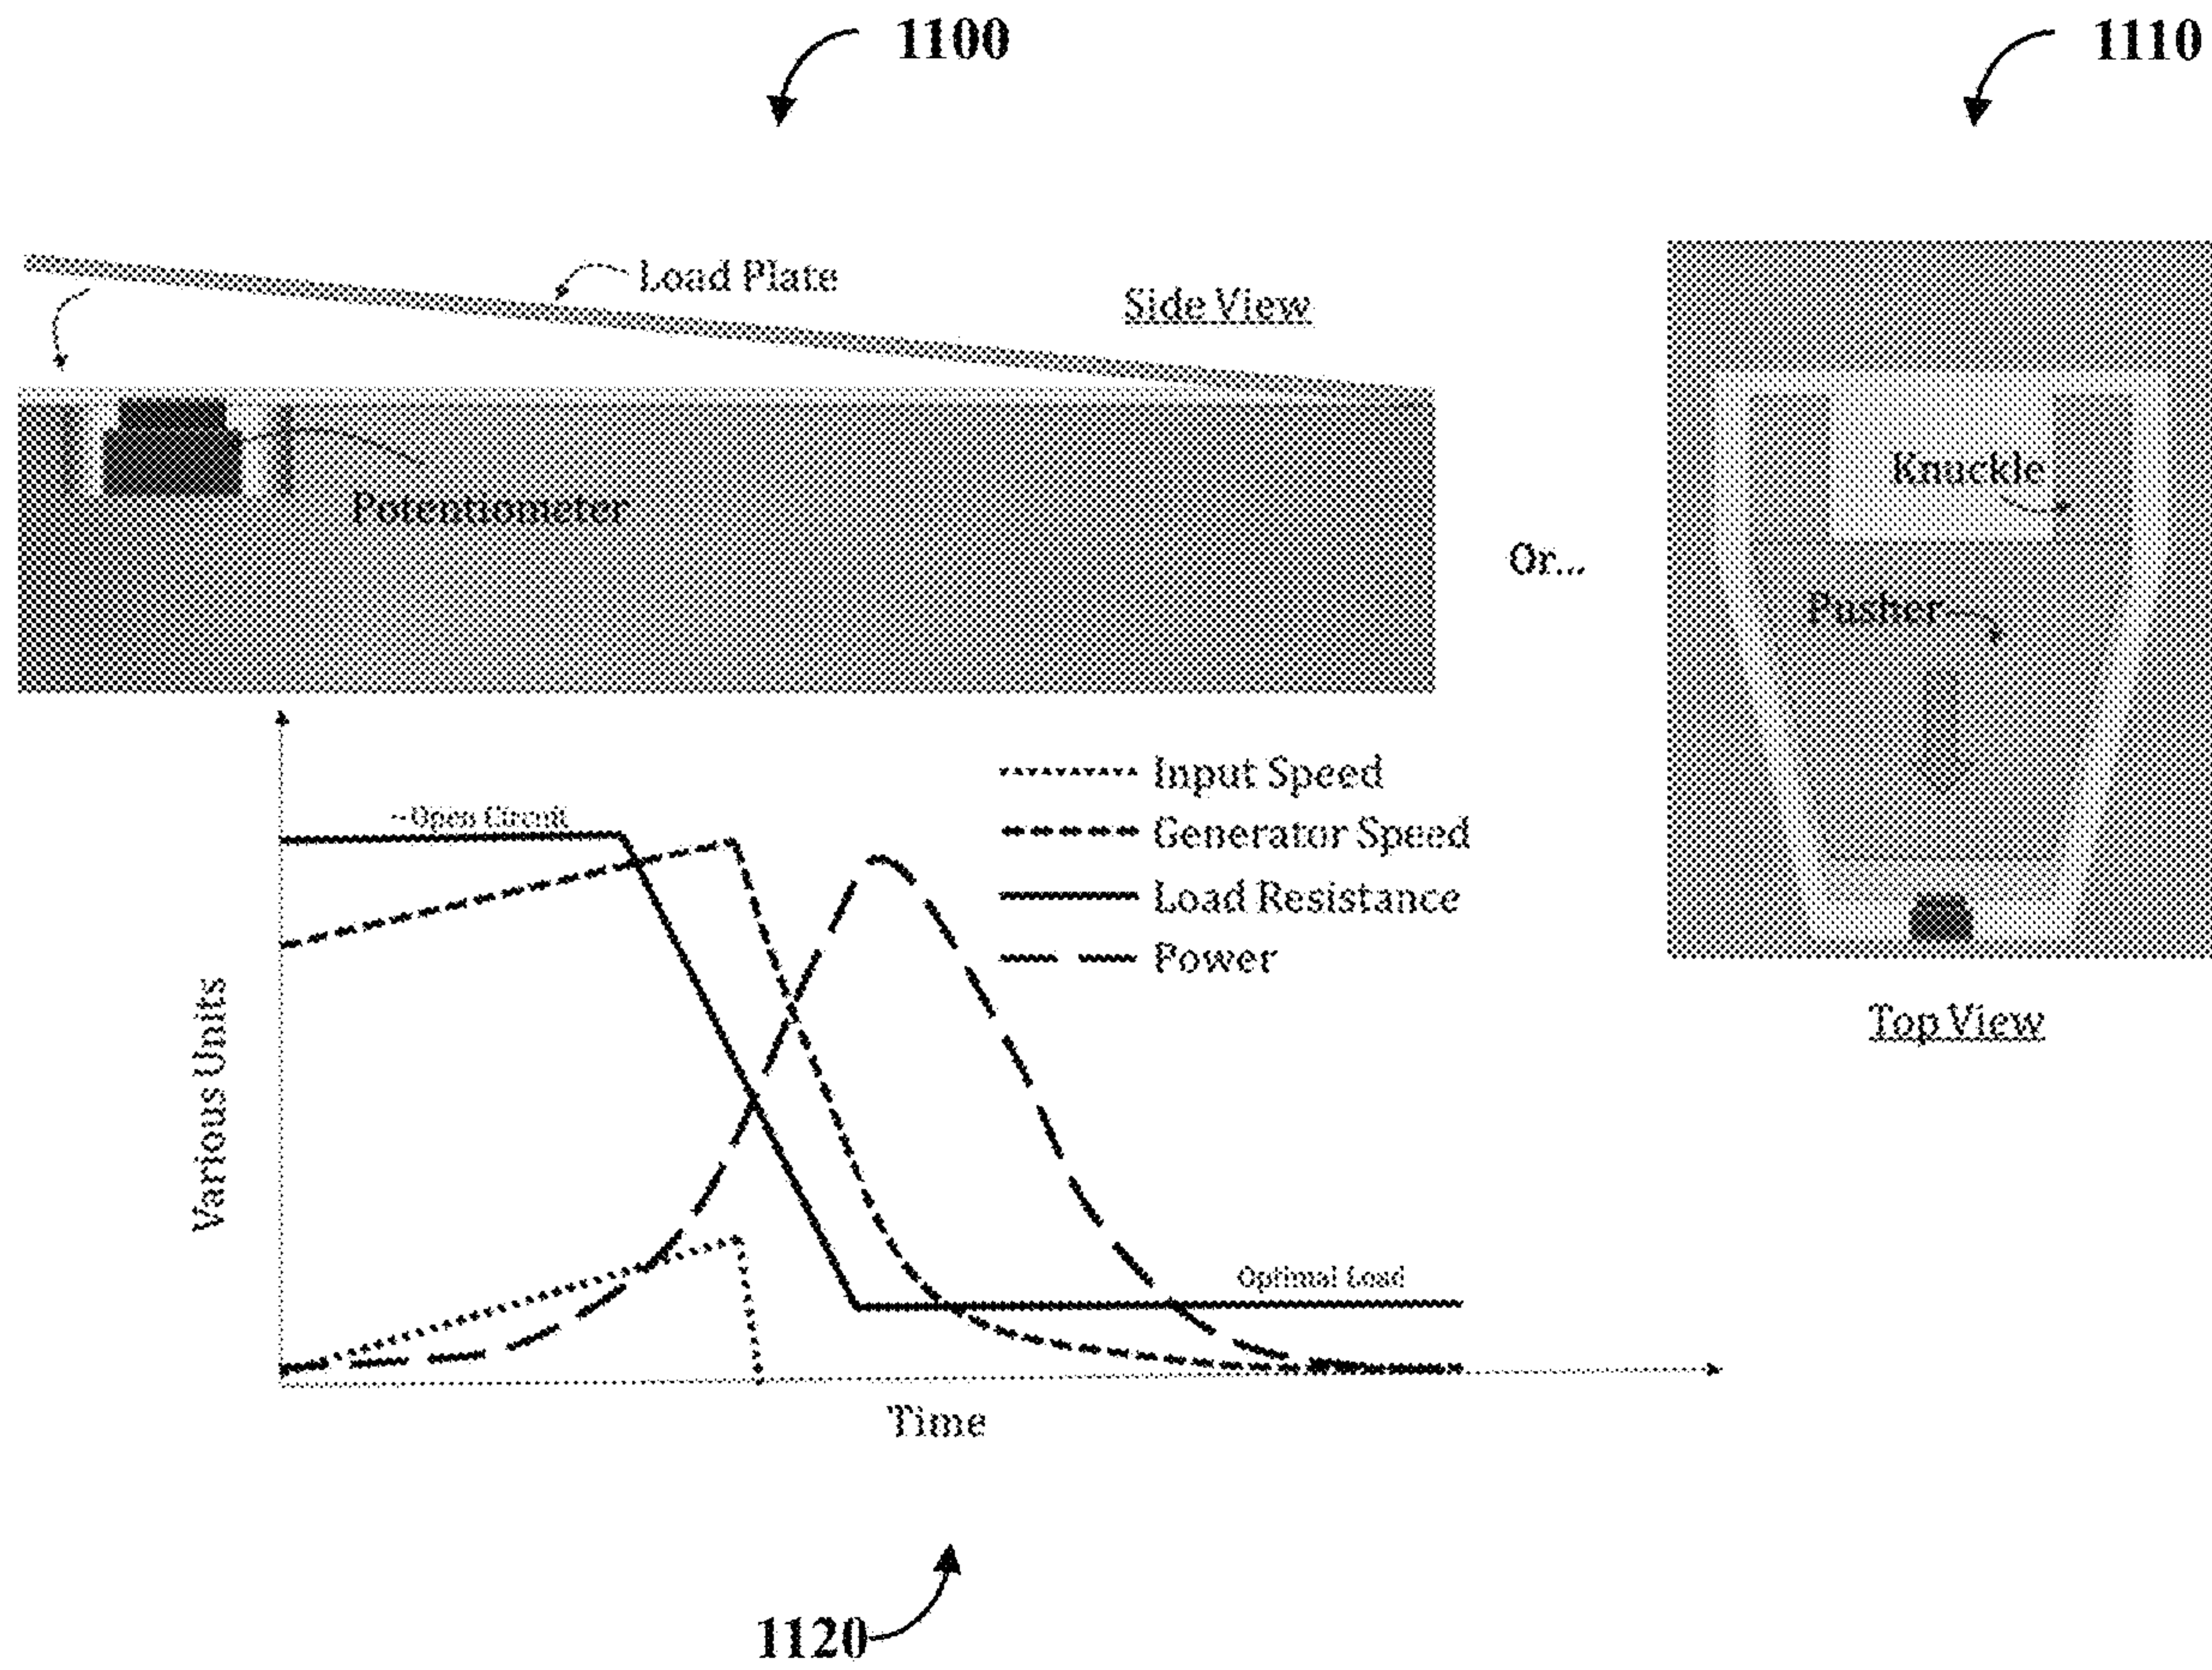 1100
1110
Load Plate
Side View
Potentiometer
Or...
Knuckle
Pusher
Top View
~Open Circuit
Input Speed
Generator Speed
Load Resistance
Power
Various Units
Optimal Load
Time
1120